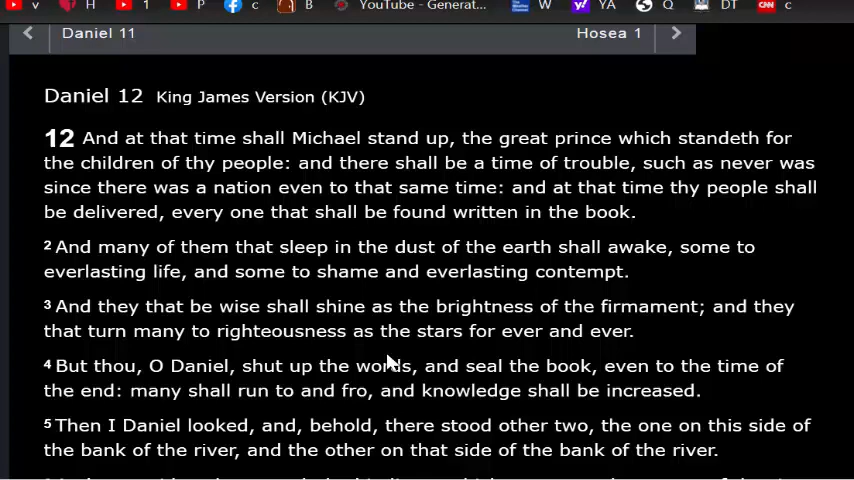 v H 1 P c B YouTube - Generat... W YA Q DT c
Daniel 11 Hosea 1
Daniel 12 King James Version (KJV)
12 And at that time shall Michael stand up, the great prince which standeth for
the children of thy people: and there shall be a time of trouble, such as never was
since there was a nation even to that same time: and at that time thy people shall
be delivered, every one that shall be found written in the book.
2 And many of them that sleep in the dust of the earth shall awake, some to
everlasting life, and some to shame and everlasting contempt.
3 And they that be wise shall shine as the brightness of the firmament; and they
that turn many to righteousness as the stars for ever and ever.
4 But thou, O Daniel, shut up the words, and seal the book, even to the time of
the end: many shall run to and fro, and knowledge shall be increased.
5 Then I Daniel looked, and, behold, there stood other two, the one on this side of
the bank of the river, and the other on that side of the bank of the river.